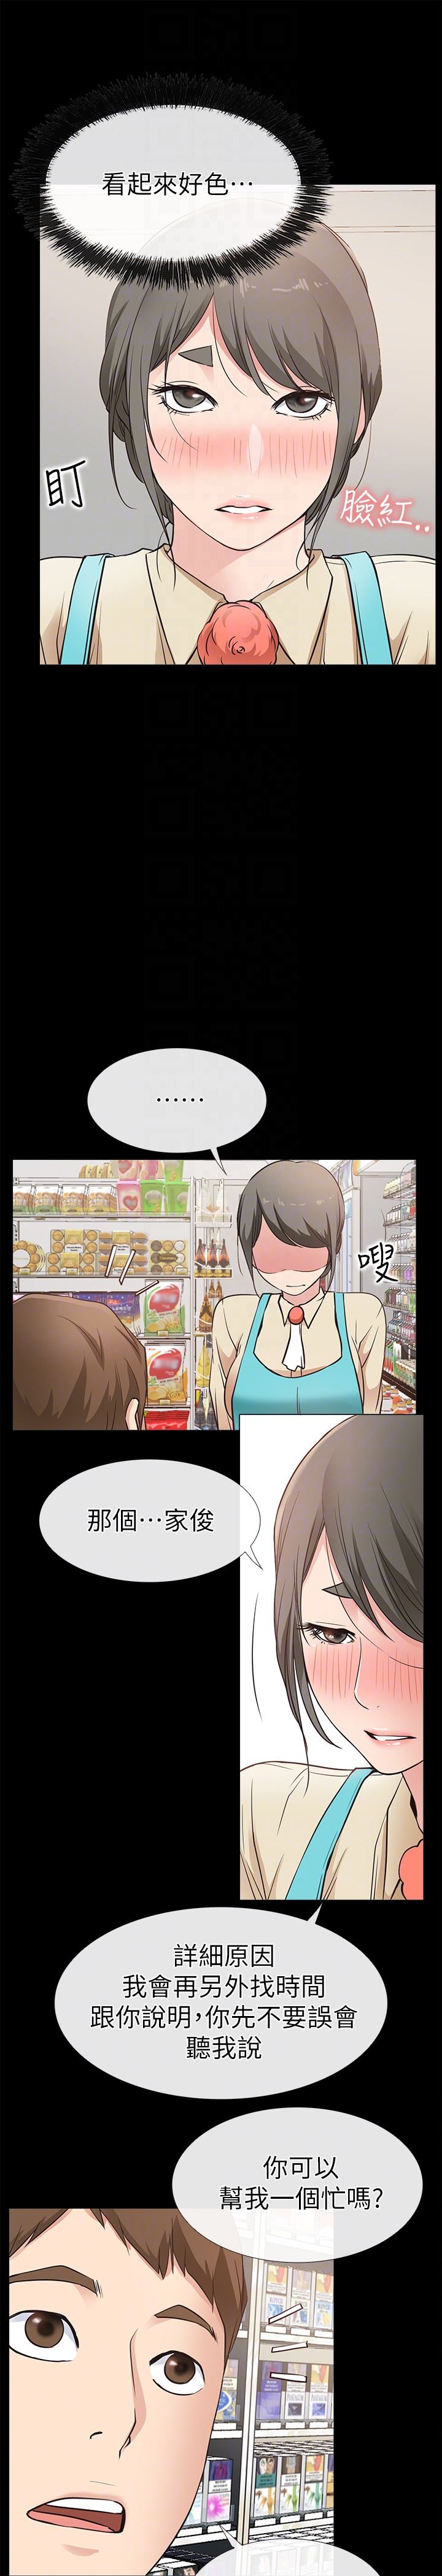 看起來好色…
盯
臉紅..
……
嗖
那個…家俊
詳細原因
我會再另外找時間
跟你說明,你先不要誤會
聽我說
你可以
幫我一個忙嗎?